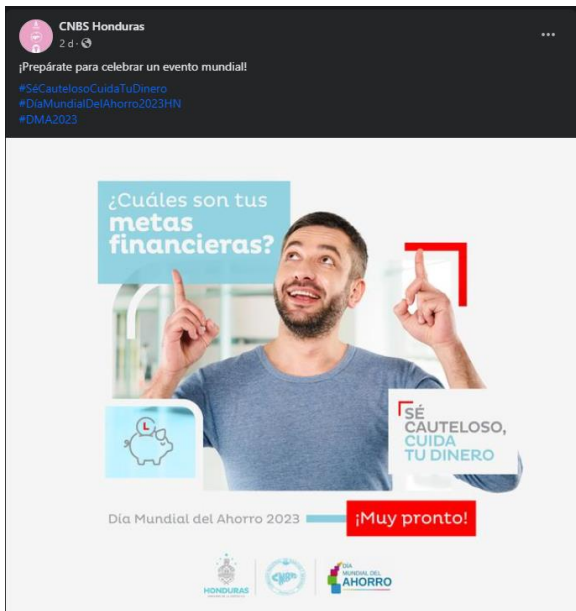 CNBS Honduras
2 d ·
¡Prepárate para celebrar un evento mundial!
#SéCautelosoCuidaTuDinero
#DíaMundialDelAhorro2023HN
#DMA2023
¿Cuáles son tus
metas
financieras?
L
SÉ
CAUTELOSO,
CUIDA
TU DINERO
Día Mundial del Ahorro 2023
¡Muy pronto!
HONDURAS
CNBS
DÍA
MUNDIAL DEL
AHORRO